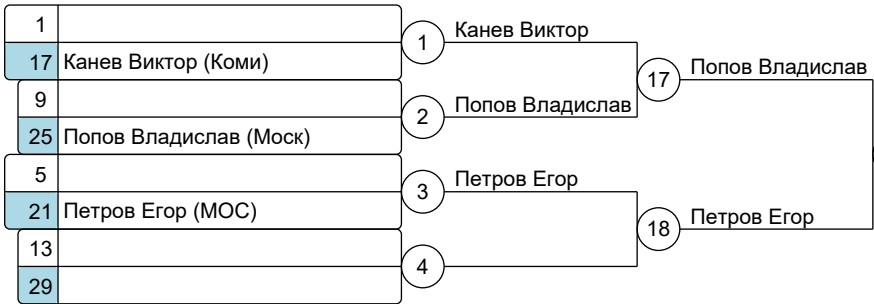 1
17 Канев Виктор (Коми)
9
25 Попов Владислав (Моск)
5
21 Петров Егор (МОС)
13
29
1
2
3
4
Канев Виктор
Попов Владислав
Петров Егор
17
18
Попов Владислав
Петров Егор